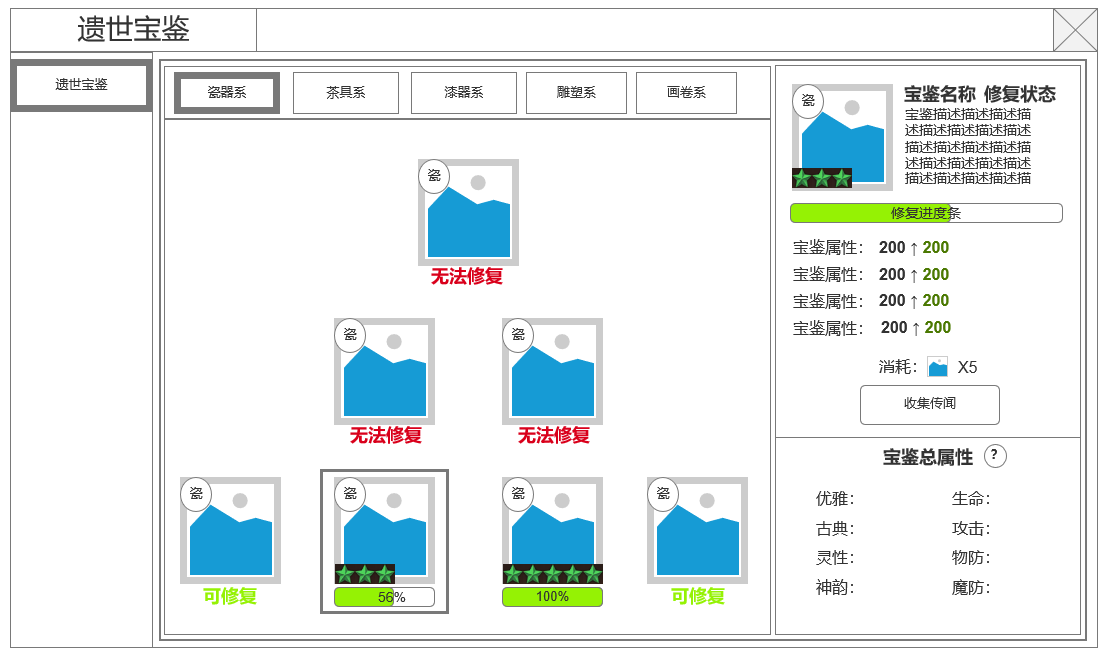 遗世宝鉴
遗世宝鉴
瓷器系
茶具系
漆器系
雕塑系
画卷系
瓷
无法修复
瓷
无法修复
瓷
无法修复
瓷
可修复
瓷
56%
瓷
100%
瓷
可修复
瓷
宝鉴名称 修复状态
宝鉴描述描述描述描
述描述描述描述描述
描述描述描述描述描
述描述描述描述描述
描述描述描述描述描
修复进度条
宝鉴属性: 200 ↑ 200
宝鉴属性: 200 ↑ 200
宝鉴属性: 200 ↑ 200
宝鉴属性: 200 ↑ 200
消耗: X5
收集传闻
宝鉴总属性 ?
优雅: 生命:
古典: 攻击:
灵性: 物防:
神韵: 魔防: